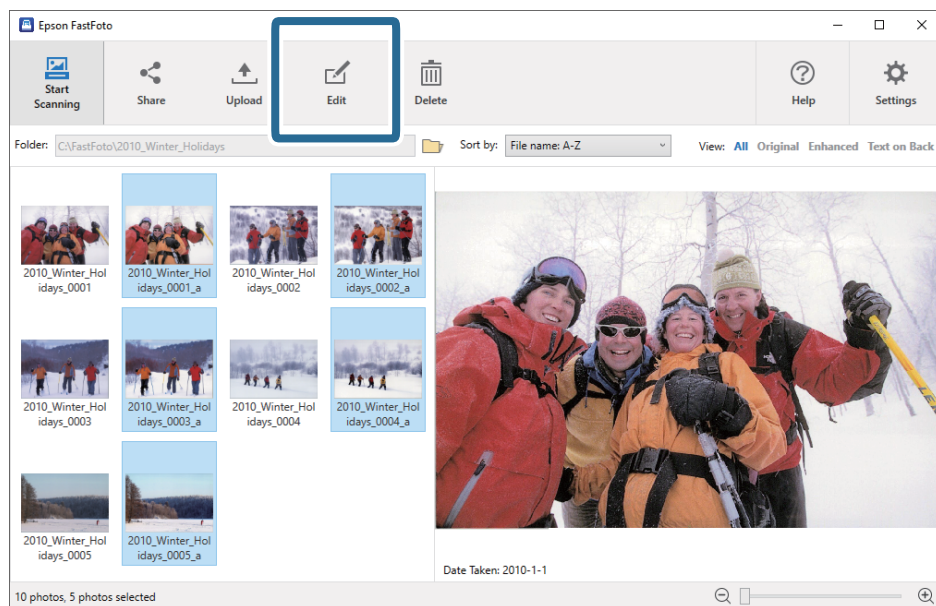 Epson FastFoto
Start
Scanning
Share
Upload
Edit
Delete
Help
Settings
Folder: C:\FastFoto\2010_Winter_Holidays Sort by: File name: A-Z View: All Original Enhanced Text on Back
2010_Winter_Hol
idays_0001
2010_Winter_Hol
idays_0001_a
2010_Winter_Hol
idays_0002
2010_Winter_Hol
idays_0002_a
2010_Winter_Hol
idays_0003
2010_Winter_Hol
idays_0003_a
2010_Winter_Hol
idays_0004
2010_Winter_Hol
idays_0004_a
2010_Winter_Hol
idays_0005
2010_Winter_Hol
idays_0005_a
Date Taken: 2010-1-1
10 photos, 5 photos selected